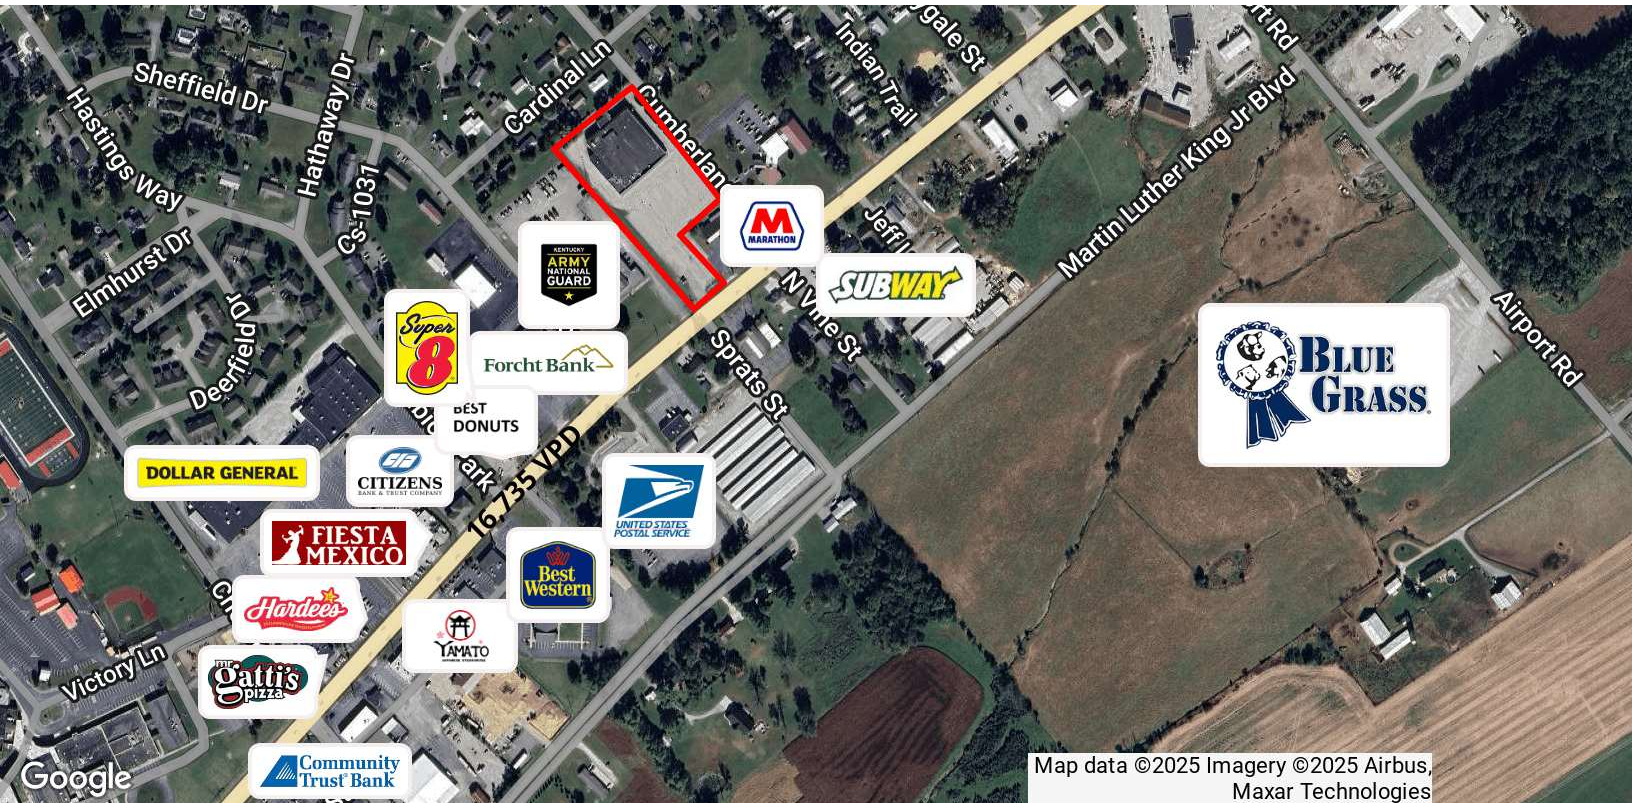 Sheffield Dr
Hastings Way
Hathaway Dr
Cardinal Ln
Indian Trail
gale St
rt Rd
Martin Luther King Jr Blvd
Cs-1031
Elmhurst Dr
Deerfield Dr
Cumberlan
MARATHON
Jeff
SUBWAY
N Vine St
Sprats St
Airport Rd
KENTUCKY
ARMY
NATIONAL
GUARD
Super
8
Forcht Bank
BEST
DONUTS
ark
16,735 VPD
BLUE
GRASS
DOLLAR GENERAL
CITIZENS
BANK & TRUST COMPANY
UNITED STATES
POSTAL SERVICE
FIESTA
MEXICO
Best
Western
Hardee's
YAMATO
JAPANESE STEAKHOUSE
Victory Ln
mr
gatti's
pizza
Community
Trust Bank
Google
Map data ©2025 Imagery ©2025 Airbus,
Maxar Technologies